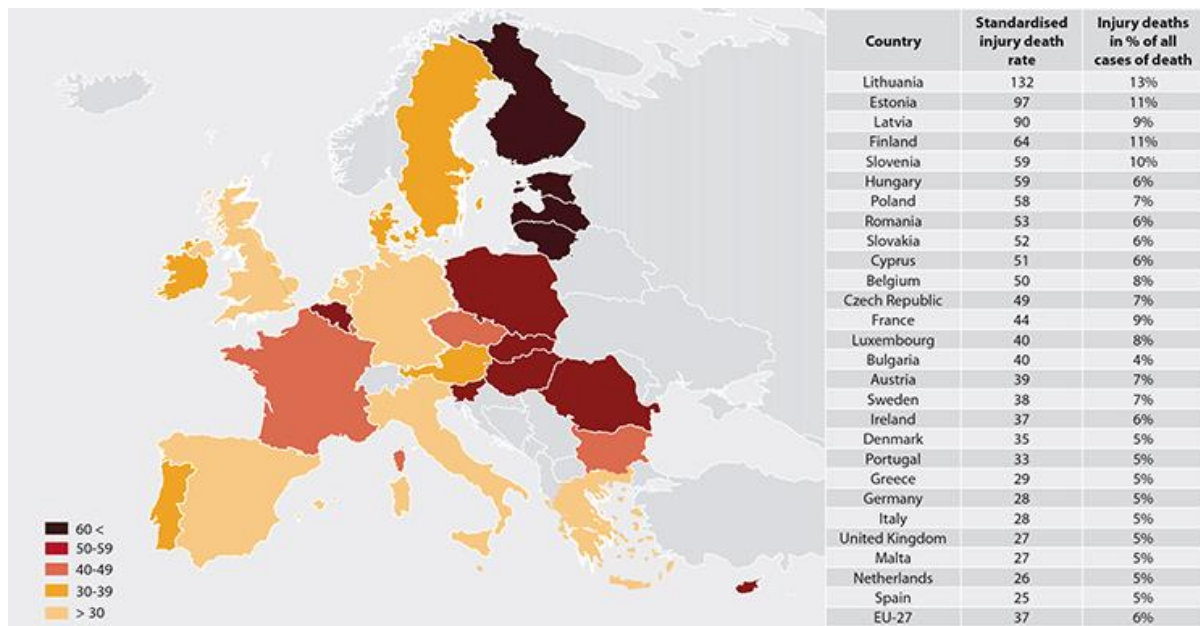 60 <
50-59
40-49
30-39
> 30
Country Standardised injury death rate Injury deaths in % of all cases of death
Lithuania 132 13%
Estonia 97 11%
Latvia 90 9%
Finland 64 11%
Slovenia 59 10%
Hungary 59 6%
Poland 58 7%
Romania 53 6%
Slovakia 52 6%
Cyprus 51 6%
Belgium 50 8%
Czech Republic 49 7%
France 44 9%
Luxembourg 40 8%
Bulgaria 40 4%
Austria 39 7%
Sweden 38 7%
Ireland 37 6%
Denmark 35 5%
Portugal 33 5%
Greece 29 5%
Germany 28 5%
Italy 28 5%
United Kingdom 27 5%
Malta 27 5%
Netherlands 26 5%
Spain 25 5%
EU-27 37 6%